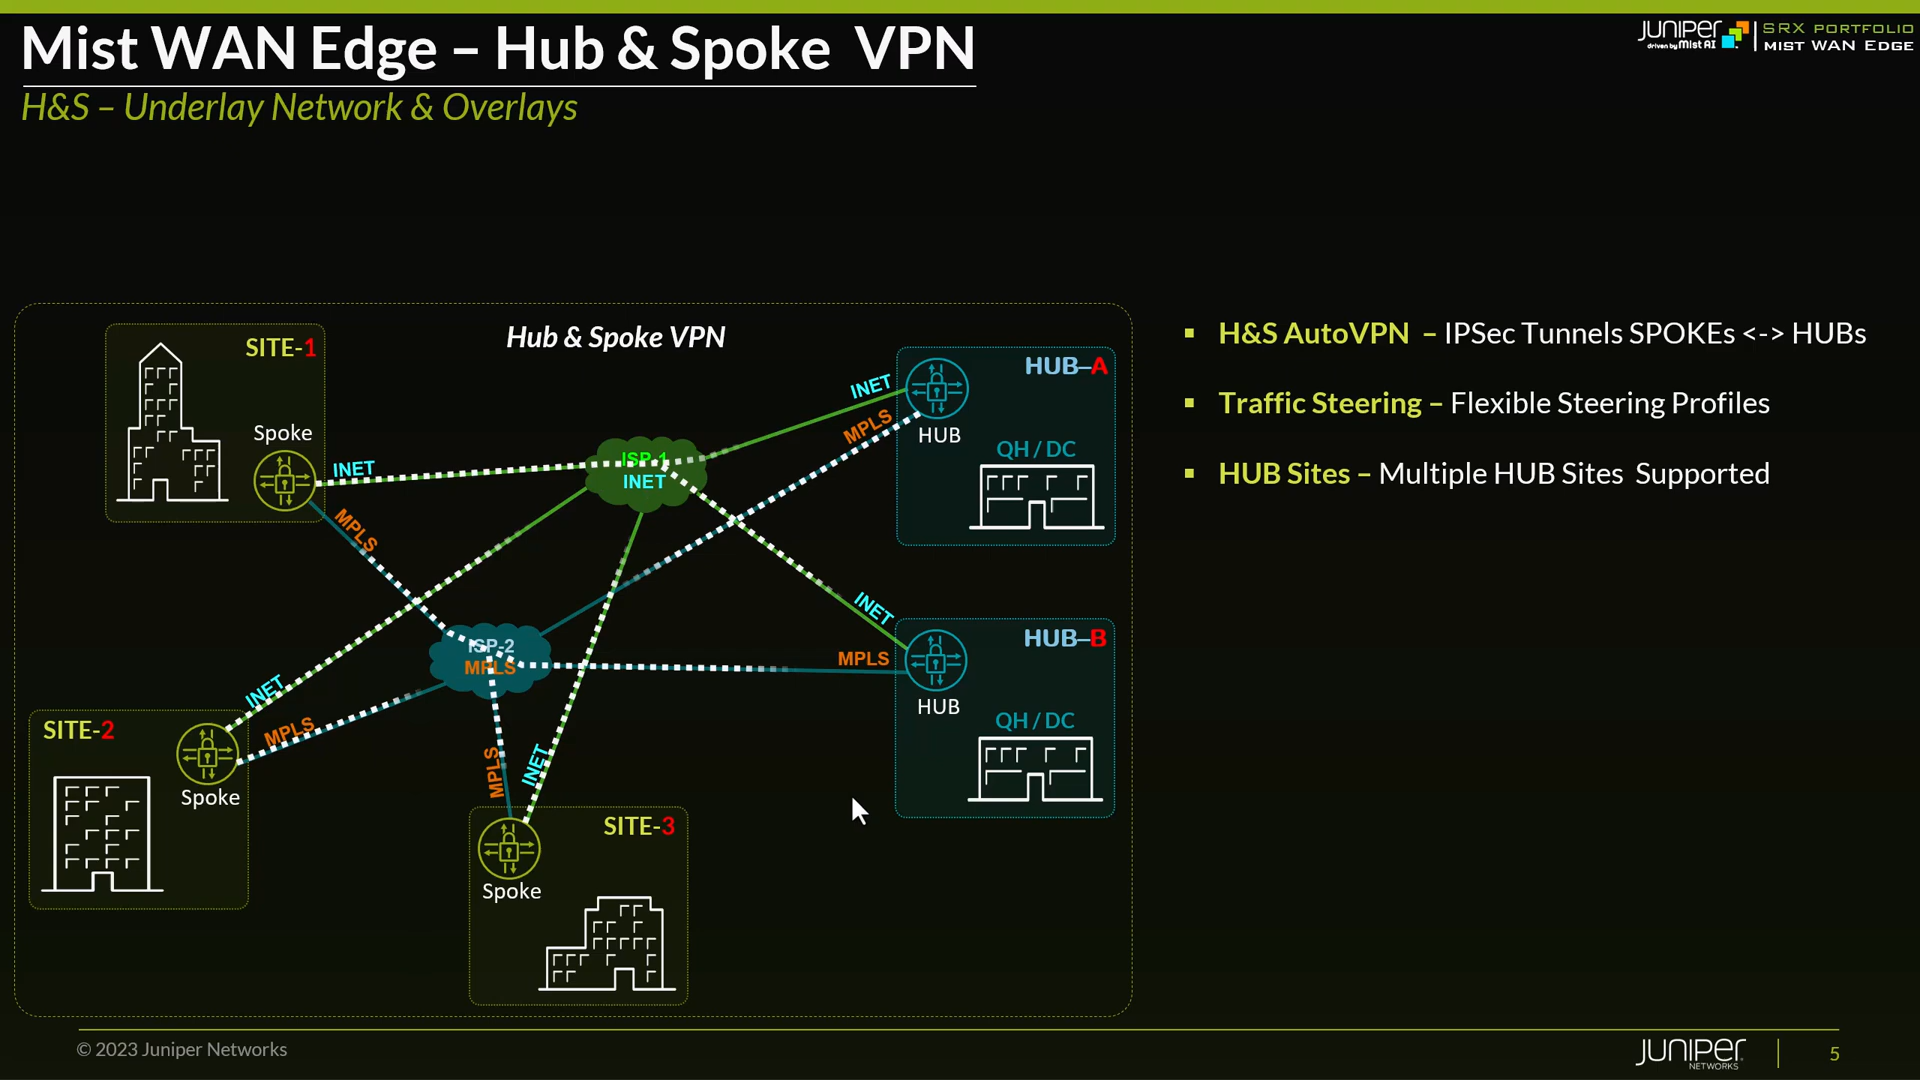 Mist WAN Edge – Hub & Spoke  VPN
H&S – Underlay Network & Overlays
JUNIPER
driven by Mist AI
SRX PORTFOLIO
MIST WAN EDGE
Hub & Spoke VPN
SITE-1
Spoke
INET
MPLS
ISP-1
INET
INET
MPLS
HUB–A
HUB
QH / DC
ISP-2
MPLS
INET
MPLS
HUB–B
HUB
QH / DC
SITE-2
Spoke
INET
MPLS
MPLS
INET
SITE-3
Spoke
▪ H&S AutoVPN  – IPSec Tunnels SPOKEs <-> HUBs
▪ Traffic Steering – Flexible Steering Profiles
▪ HUB Sites – Multiple HUB Sites  Supported
© 2023 Juniper Networks
JUNIPER
NETWORKS
5